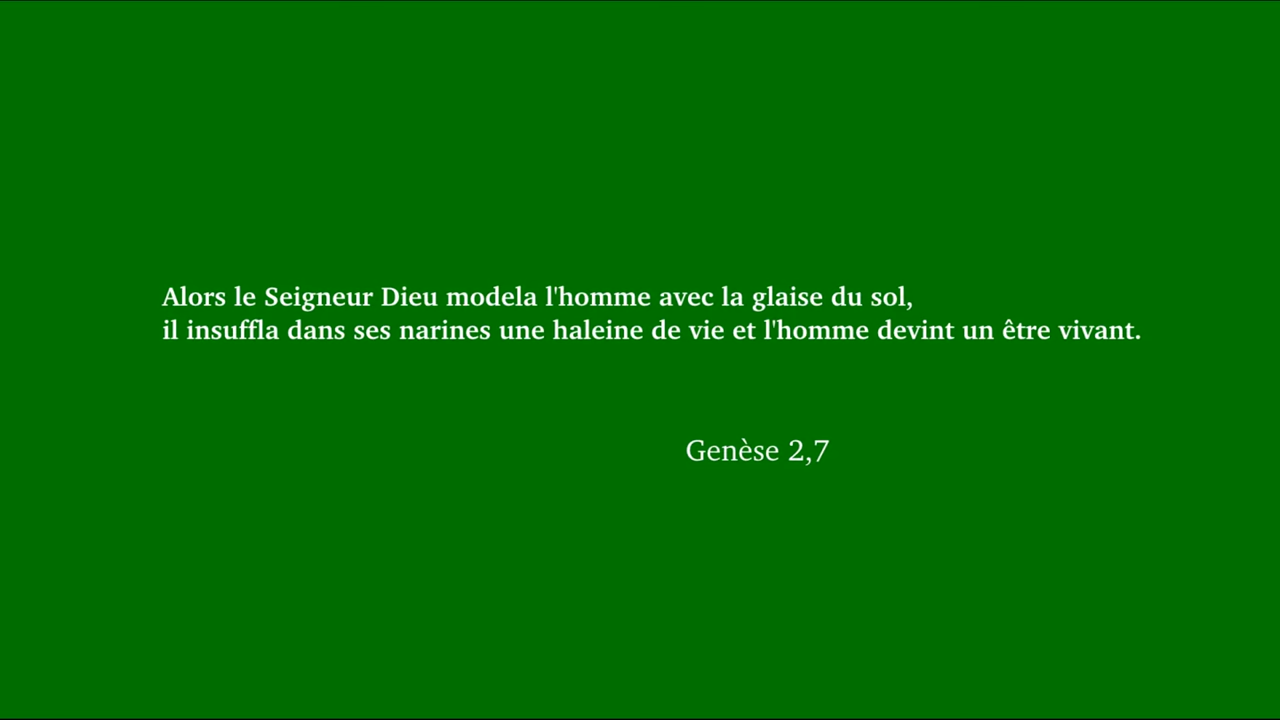 Alors le Seigneur Dieu modela l'homme avec la glaise du sol,
il insuffla dans ses narines une haleine de vie et l'homme devint un être vivant.
Genèse 2,7